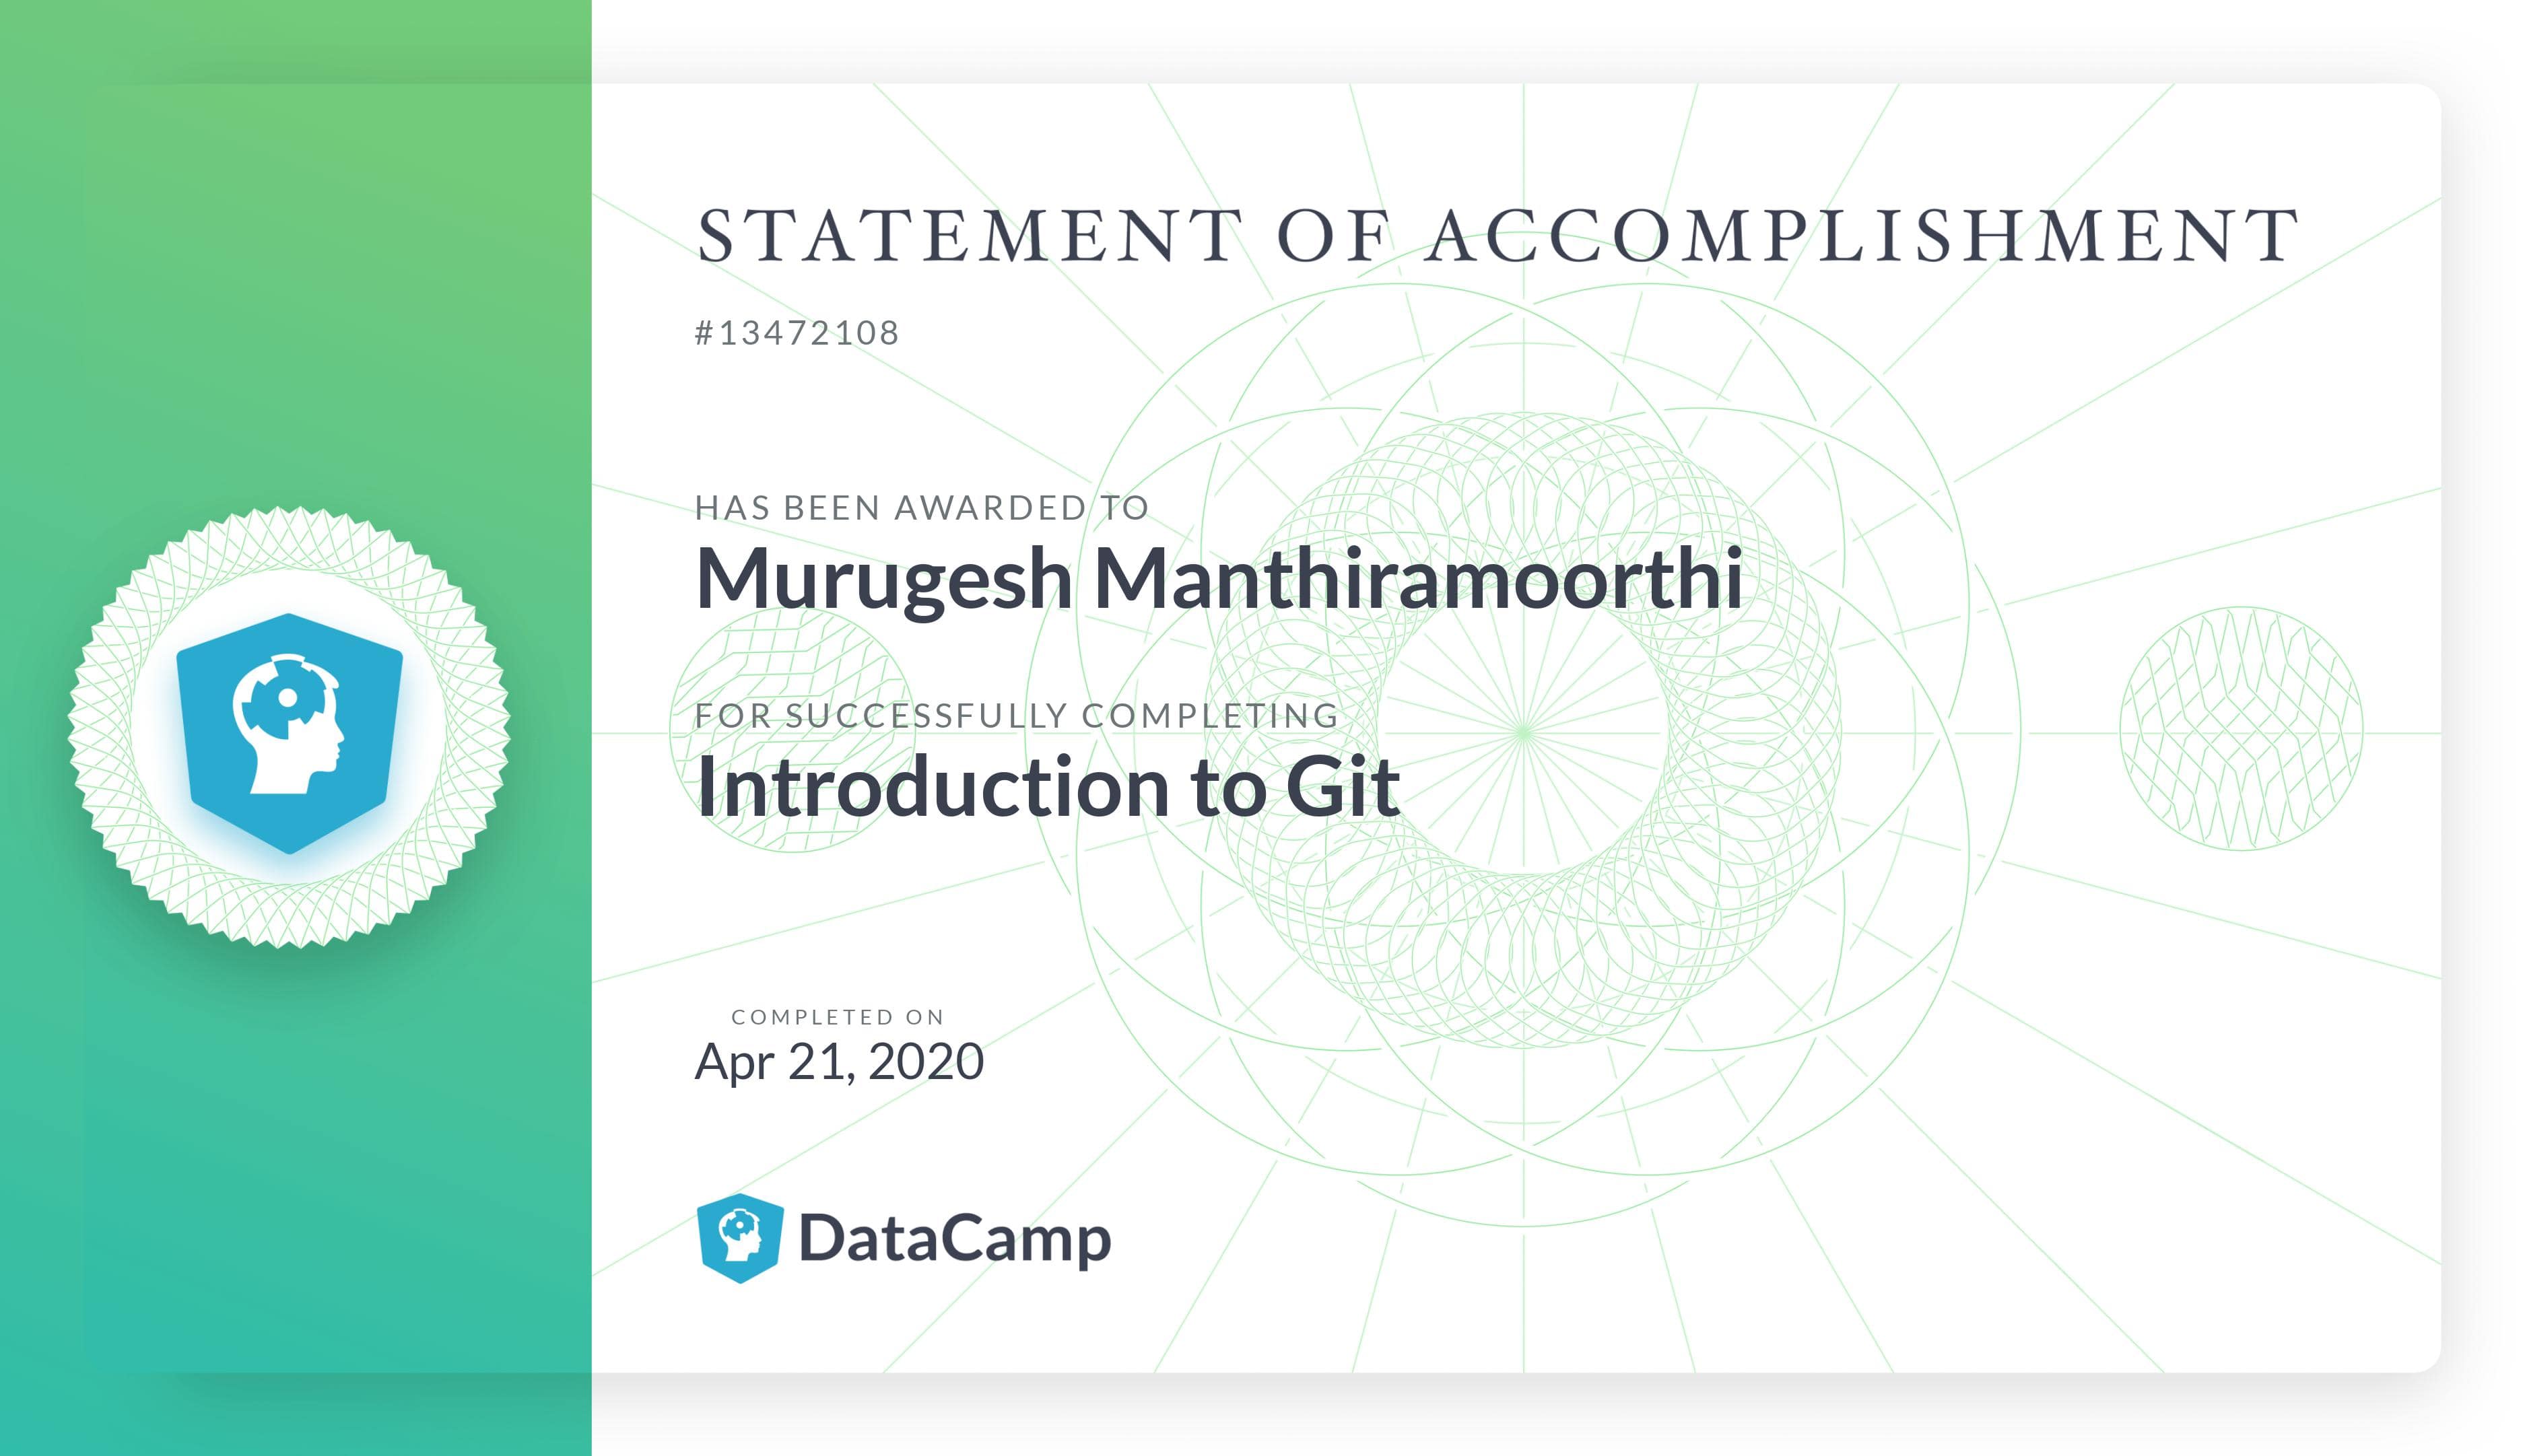 STATEMENT OF ACCOMPLISHMENT
#13472108
HAS BEEN AWARDED TO
Murugesh Manthiramoorthi
FOR SUCCESSFULLY COMPLETING
Introduction to Git
COMPLETED ON
Apr 21, 2020
DataCamp